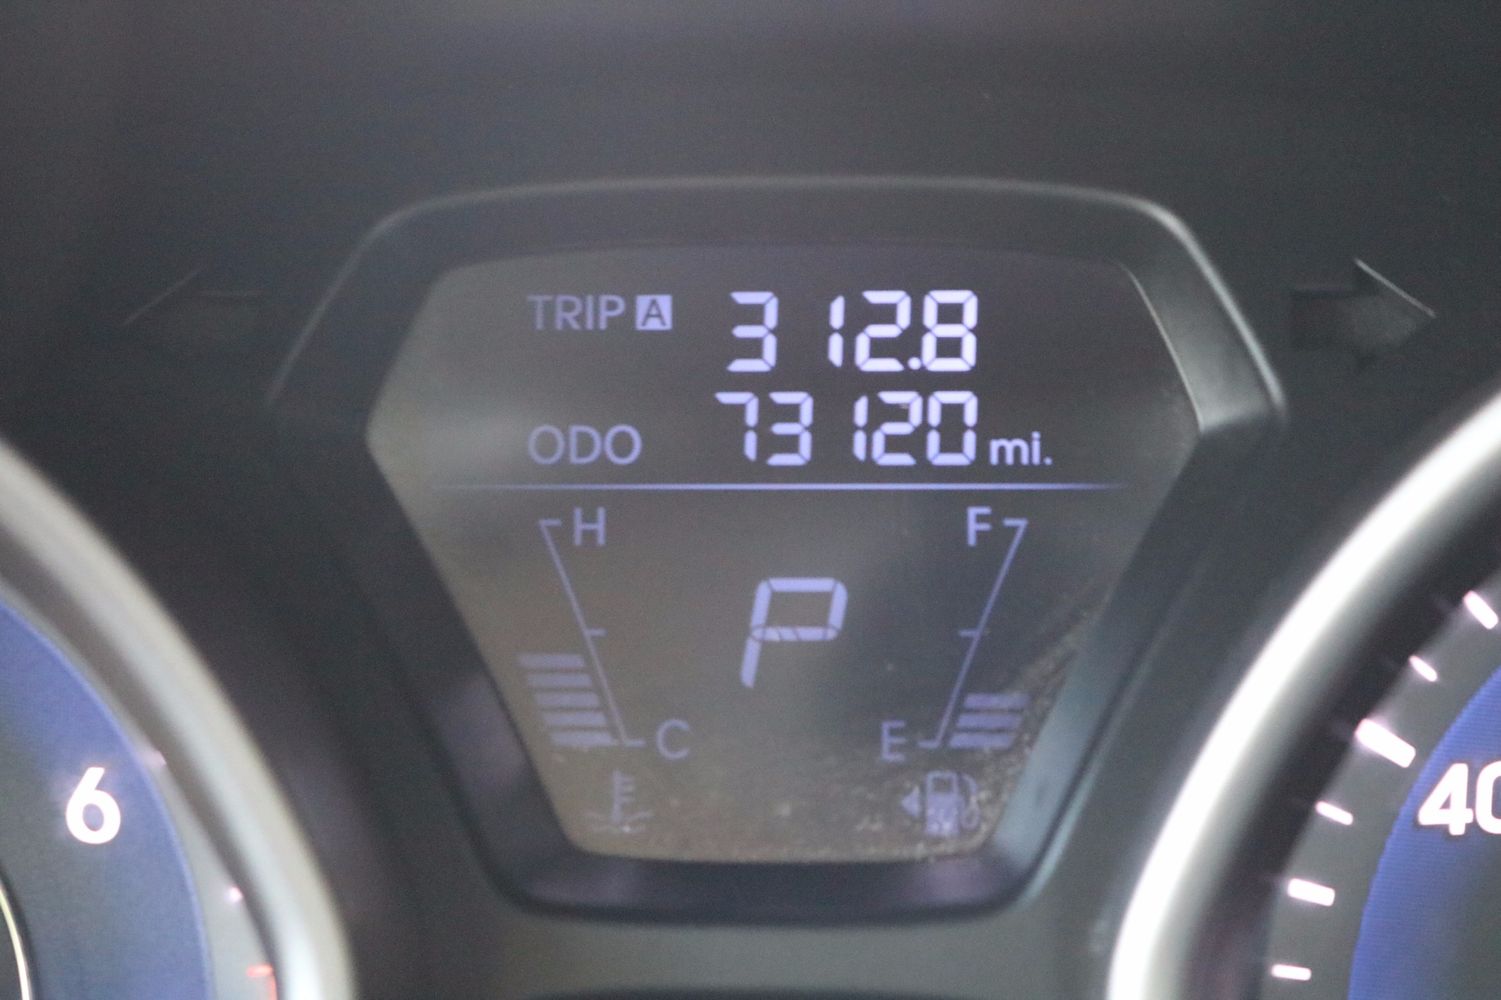 TRIP A 312.8
ODO 73120 mi.
H F
P
C E
6
40